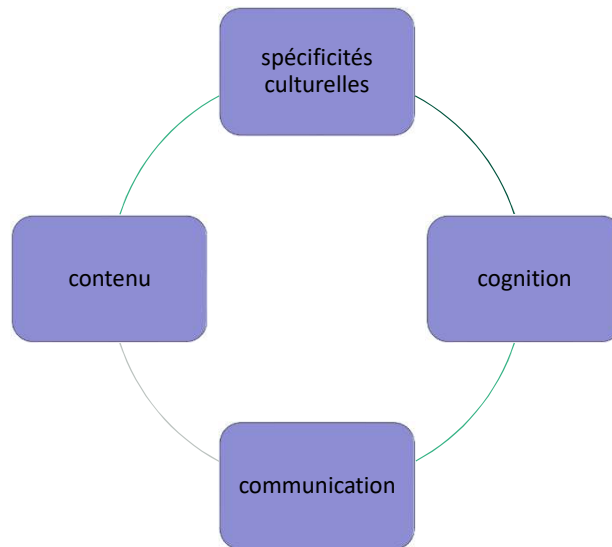 spécificités
culturelles
contenu
cognition
communication